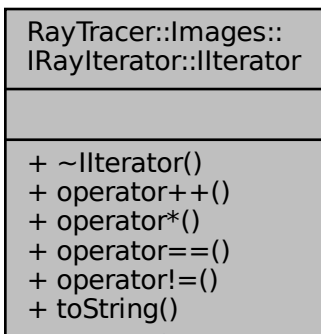 RayTracer::Images::
IRayIterator::IIterator
+ ~IIterator()
+ operator++()
+ operator*()
+ operator==()
+ operator!=()
+ toString()